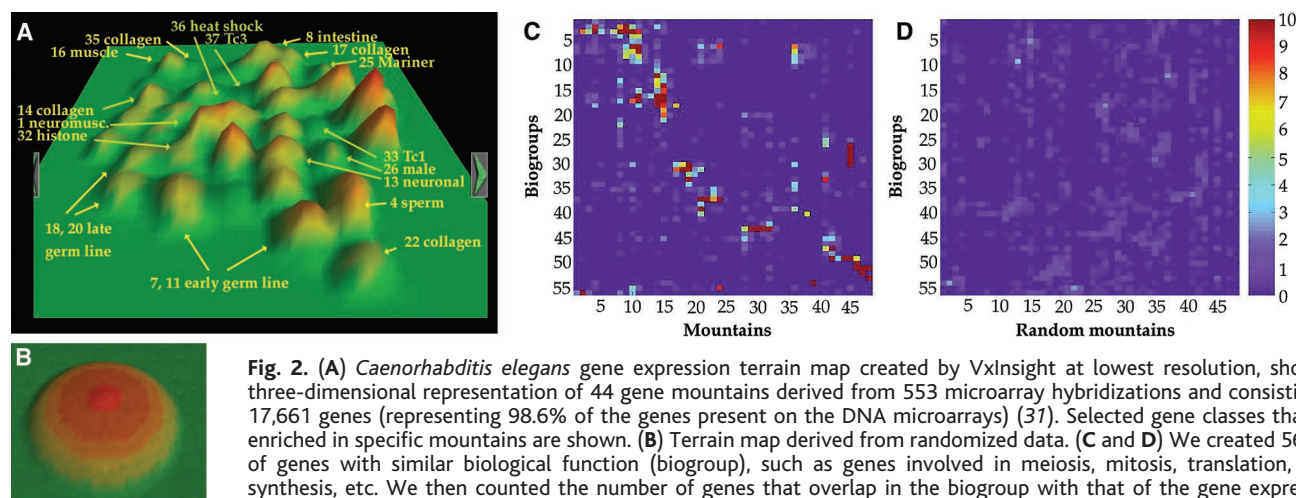 A
36 heat shock
37 Tc3
8 intestine
35 collagen
17 collagen
16 muscle
25 Mariner
14 collagen
1 neuromusc.
32 histone
33 Tc1
26 male
13 neuronal
4 sperm
18, 20 late
germ line
22 collagen
7, 11 early germ line
C
5
10
15
20
25
30
35
40
45
50
55
Biogroups
5 10 15 20 25 30 35 40 45
Mountains
D
5
10
15
20
25
30
35
40
45
50
55
Biogroups
5 10 15 20 25 30 35 40 45
Random mountains
10
9
8
7
6
5
4
3
2
1
0
B
Fig. 2. (A) Caenorhabditis elegans gene expression terrain map created by VxInsight at lowest resolution, sho
three-dimensional representation of 44 gene mountains derived from 553 microarray hybridizations and consisti
17,661 genes (representing 98.6% of the genes present on the DNA microarrays) (31). Selected gene classes tha
enriched in specific mountains are shown. (B) Terrain map derived from randomized data. (C and D) We created 56
of genes with similar biological function (biogroup), such as genes involved in meiosis, mitosis, translation,
synthesis, etc. We then counted the number of genes that overlap in the biogroup with that of the gene expre